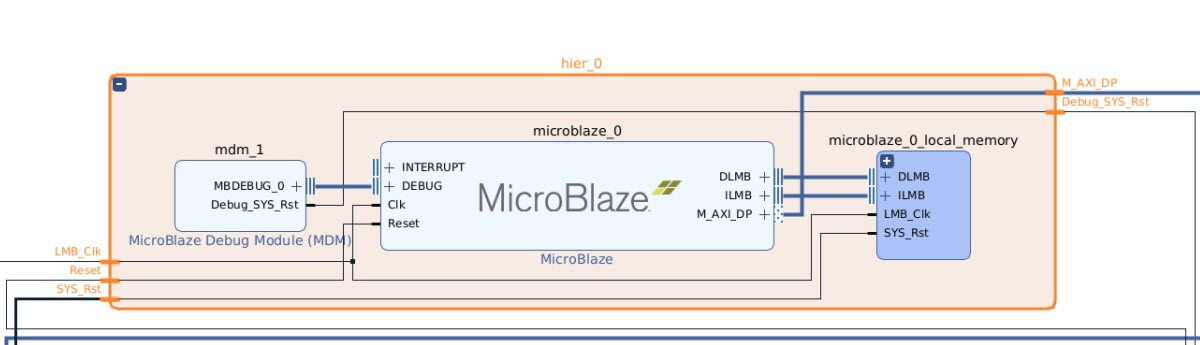 hier_0
M_AXI_DP
Debug_SYS_Rst
mdm_1
MBDEBUG_0
Debug_SYS_Rst
MicroBlaze Debug Module (MDM)
microblaze_0
INTERRUPT
DEBUG
Clk
Reset
MicroBlaze
DLMB
ILMB
M_AXI_DP
MicroBlaze
microblaze_0_local_memory
DLMB
ILMB
LMB_Clk
SYS_Rst
LMB_Clk
Reset
SYS_Rst